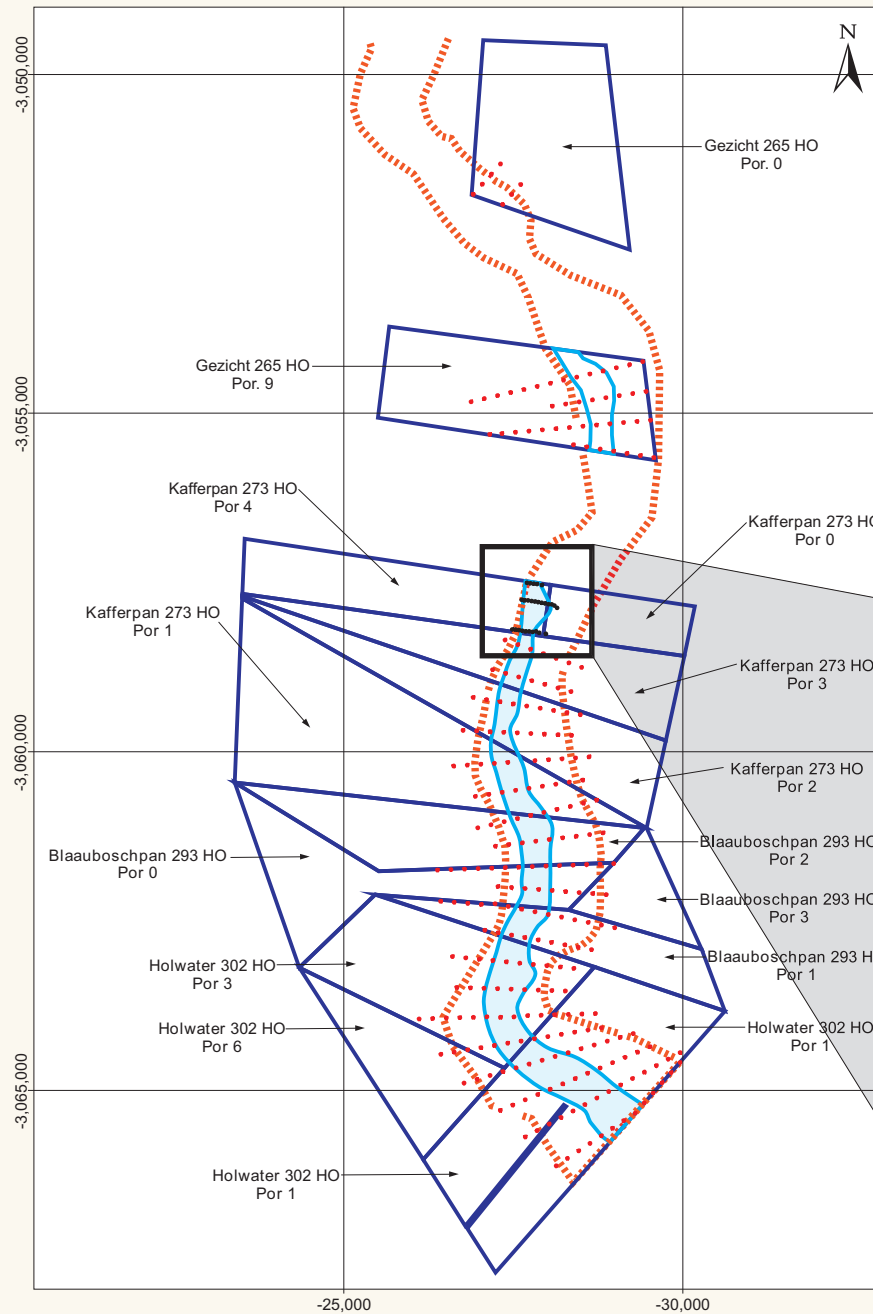 N
-3,050,000
Gezicht 265 HO
Por. 0
Gezicht 265 HO
Por. 9
-3,055,000
Kafferpan 273 HO
Por 4
Kafferpan 273 HO
Por 0
Kafferpan 273 HO
Por 1
Kafferpan 273 HO
Por 3
-3,060,000
Kafferpan 273 HO
Por 2
Blaauboschpan 293 HO
Por 0
Blaauboschpan 293 HO
Por 2
Blaauboschpan 293 HO
Por 3
Blaauboschpan 293 H
Por 1
Holwater 302 HO
Por 3
Holwater 302 HO
Por 6
Holwater 302 HO
Por 1
-3,065,000
Holwater 302 HO
Por 1
-25,000
-30,000